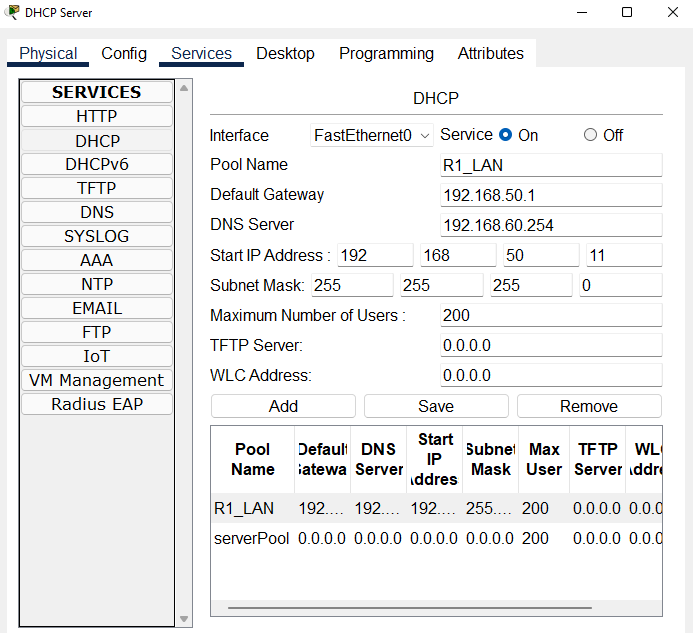 DHCP Server
Physical Config Services Desktop Programming Attributes
SERVICES
HTTP
DHCP
DHCPv6
TFTP
DNS
SYSLOG
AAA
NTP
EMAIL
FTP
IoT
VM Management
Radius EAP
DHCP
Interface FastEthernet0 Service On Off
Pool Name R1_LAN
Default Gateway 192.168.50.1
DNS Server 192.168.60.254
Start IP Address : 192 168 50 11
Subnet Mask: 255 255 255 0
Maximum Number of Users : 200
TFTP Server: 0.0.0.0
WLC Address: 0.0.0.0
Add Save Remove
Pool Name Default Gatewa DNS Server Start IP Addres Subnet Mask Max User TFTP Server WLC Addre
R1_LAN 192.... 192.... 192.... 255.... 200 0.0.0.0 0.0.0
serverPool 0.0.0.0 0.0.0.0 0.0.0.0 0.0.0.0 200 0.0.0.0 0.0.0